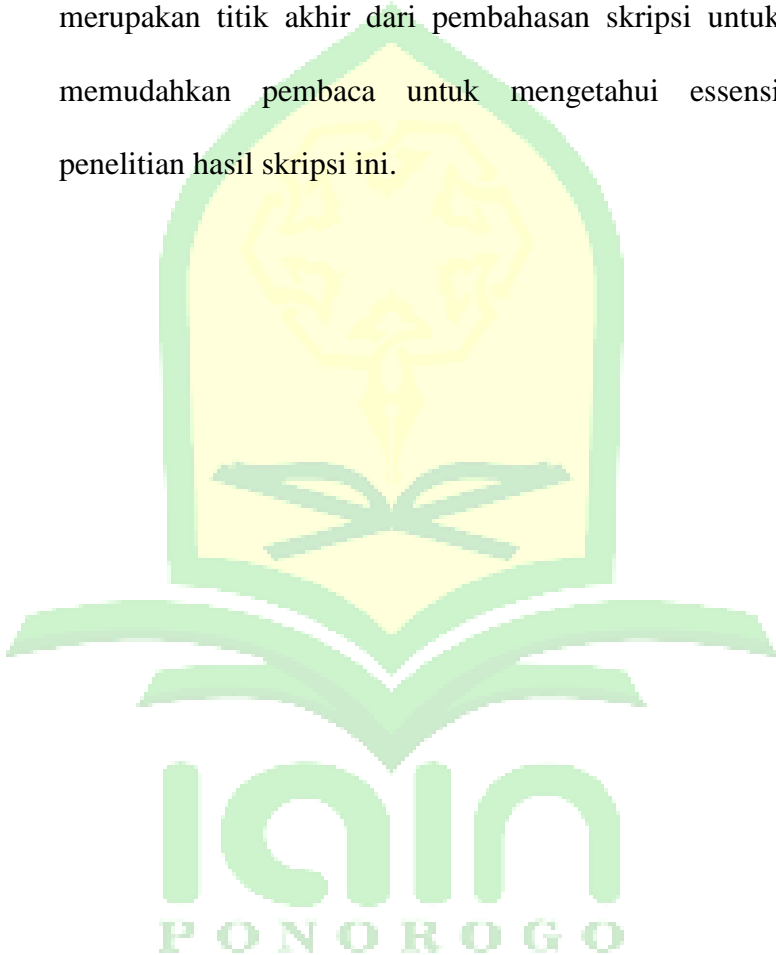 merupakan titik akhir dari pembahasan skripsi untuk
memudahkan pembaca untuk mengetahui essensi
penelitian hasil skripsi ini.
iain
PONOROGO